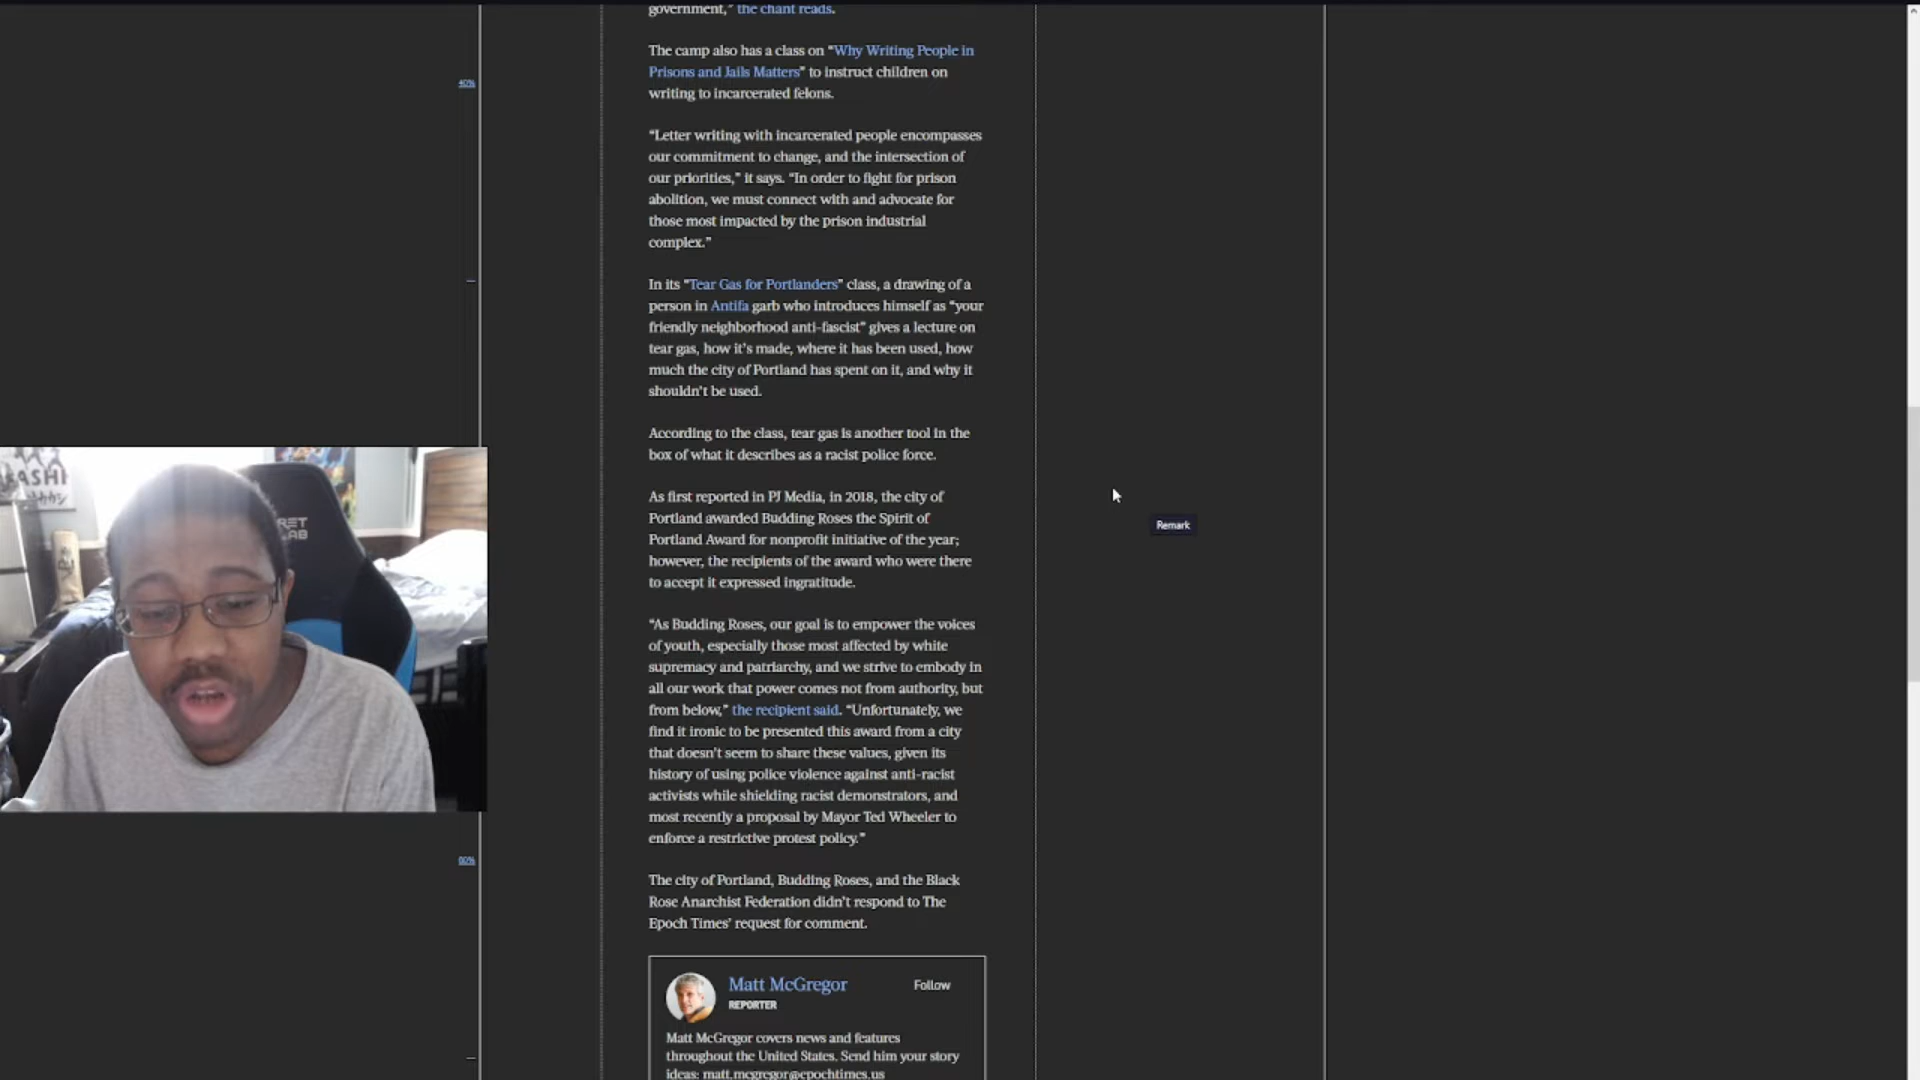 government,” the chant reads.
The camp also has a class on “Why Writing People in
Prisons and Jails Matters” to instruct children on
writing to incarcerated felons.
40%
“Letter writing with incarcerated people encompasses
our commitment to change, and the intersection of
our priorities,” it says. “In order to fight for prison
abolition, we must connect with and advocate for
those most impacted by the prison industrial
complex.”
In its “Tear Gas for Portlanders” class, a drawing of a
person in Antifa garb who introduces himself as “your
friendly neighborhood anti-fascist” gives a lecture on
tear gas, how it’s made, where it has been used, how
much the city of Portland has spent on it, and why it
shouldn’t be used.
According to the class, tear gas is another tool in the
box of what it describes as a racist police force.
As first reported in PJ Media, in 2018, the city of
Portland awarded Budding Roses the Spirit of
Portland Award for nonprofit initiative of the year;
however, the recipients of the award who were there
to accept it expressed ingratitude.
Remark
“As Budding Roses, our goal is to empower the voices
of youth, especially those most affected by white
supremacy and patriarchy, and we strive to embody in
all our work that power comes not from authority, but
from below,” the recipient said. “Unfortunately, we
find it ironic to be presented this award from a city
that doesn’t seem to share these values, given its
history of using police violence against anti-racist
activists while shielding racist demonstrators, and
most recently a proposal by Mayor Ted Wheeler to
enforce a restrictive protest policy.”
The city of Portland, Budding Roses, and the Black
Rose Anarchist Federation didn’t respond to The
Epoch Times’ request for comment.
Matt McGregor
Follow
REPORTER
Matt McGregor covers news and features
throughout the United States. Send him your story
ideas: matt.mcgregor@epochtimes.us